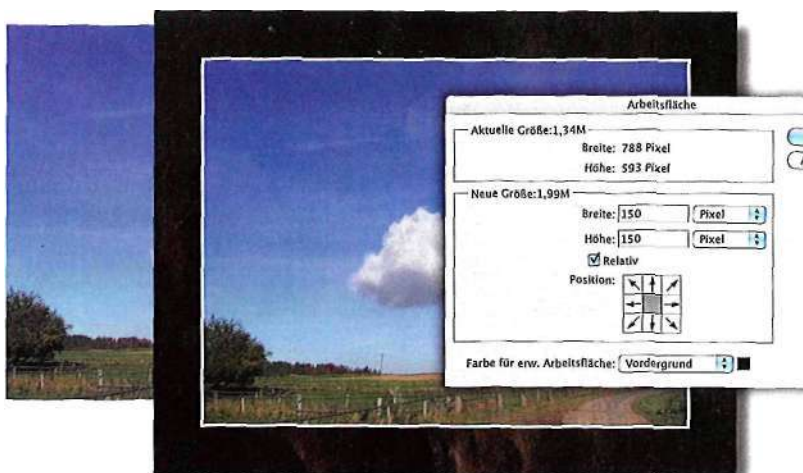 Arbeitsfläche
Aktuelle Größe:1,34M
Breite: 788 Pixel
Höhe: 593 Pixel
Neue Größe:1,99M
Breite: 150 Pixel
Höhe: 150 Pixel
Relativ
Position:
Farbe für erw. Arbeitsfläche: Vordergrund